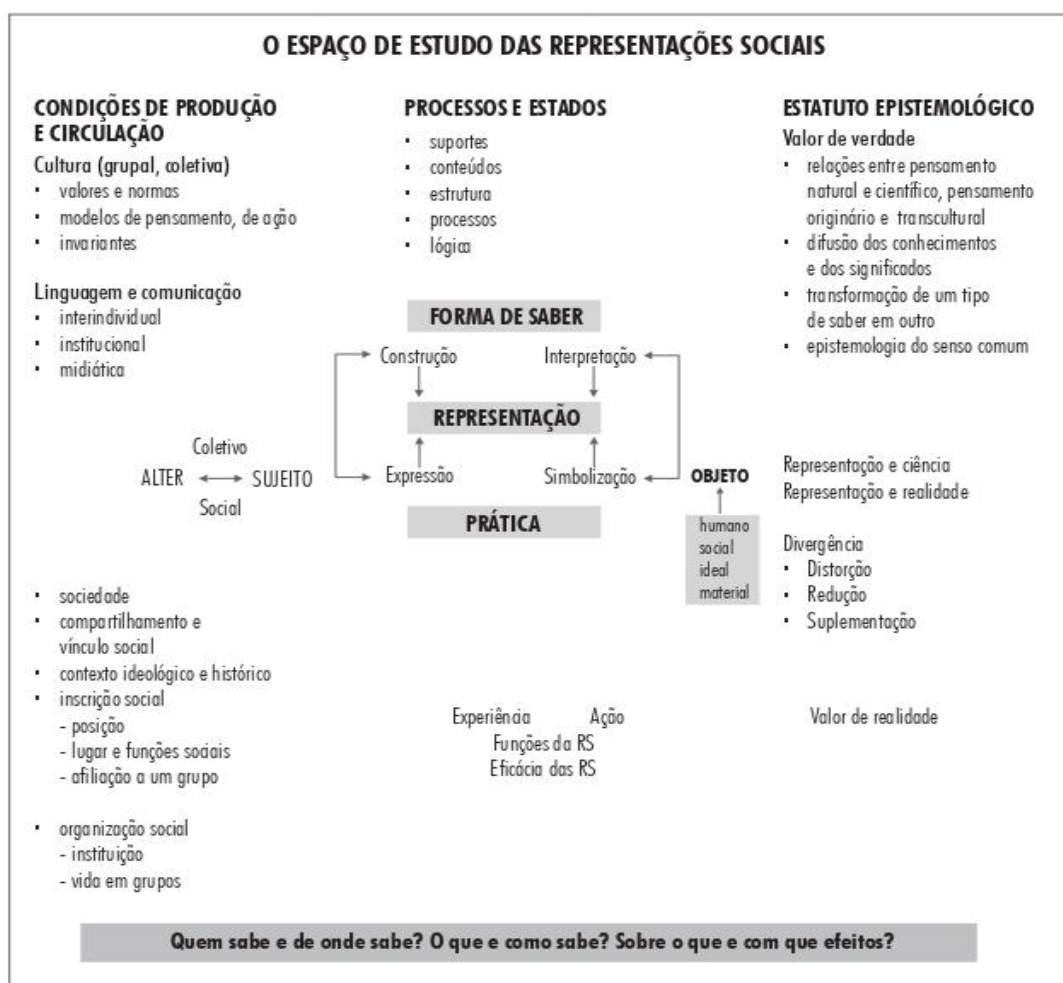 O ESPAÇO DE ESTUDO DAS REPRESENTAÇÕES SOCIAIS
CONDIÇÕES DE PRODUÇÃO
E CIRCULAÇÃO
Cultura (grupal, coletiva)
• valores e normas
• modelos de pensamento, de ação
• invariantes
Linguagem e comunicação
• interindividual
• institucional
• midiática
PROCESSOS E ESTADOS
• suportes
• conteúdos
• estrutura
• processos
• lógica
ESTATUTO EPISTEMOLÓGICO
Valor de verdade
• relações entre pensamento
natural e científico, pensamento
originário e transcultural
• difusão dos conhecimentos
e dos significados
• transformação de um tipo
de saber em outro
• epistemologia do senso comum
FORMA DE SABER
Construção Interpretação
REPRESENTAÇÃO
Coletivo
ALTER SUJEITO
Social
Expressão Simbolização
PRÁTICA
OBJETO
humano
social
ideal
material
Representação e ciência
Representação e realidade
Divergência
• Distorção
• Redução
• Suplementação
• sociedade
• compartilhamento e
vínculo social
• contexto ideológico e histórico
• inscrição social
- posição
- lugar e funções sociais
- afiliação a um grupo
• organização social
- instituição
- vida em grupos
Experiência Ação
Funções da RS
Eficácia das RS
Valor de realidade
Quem sabe e de onde sabe? O que e como sabe? Sobre o que e com que efeitos?